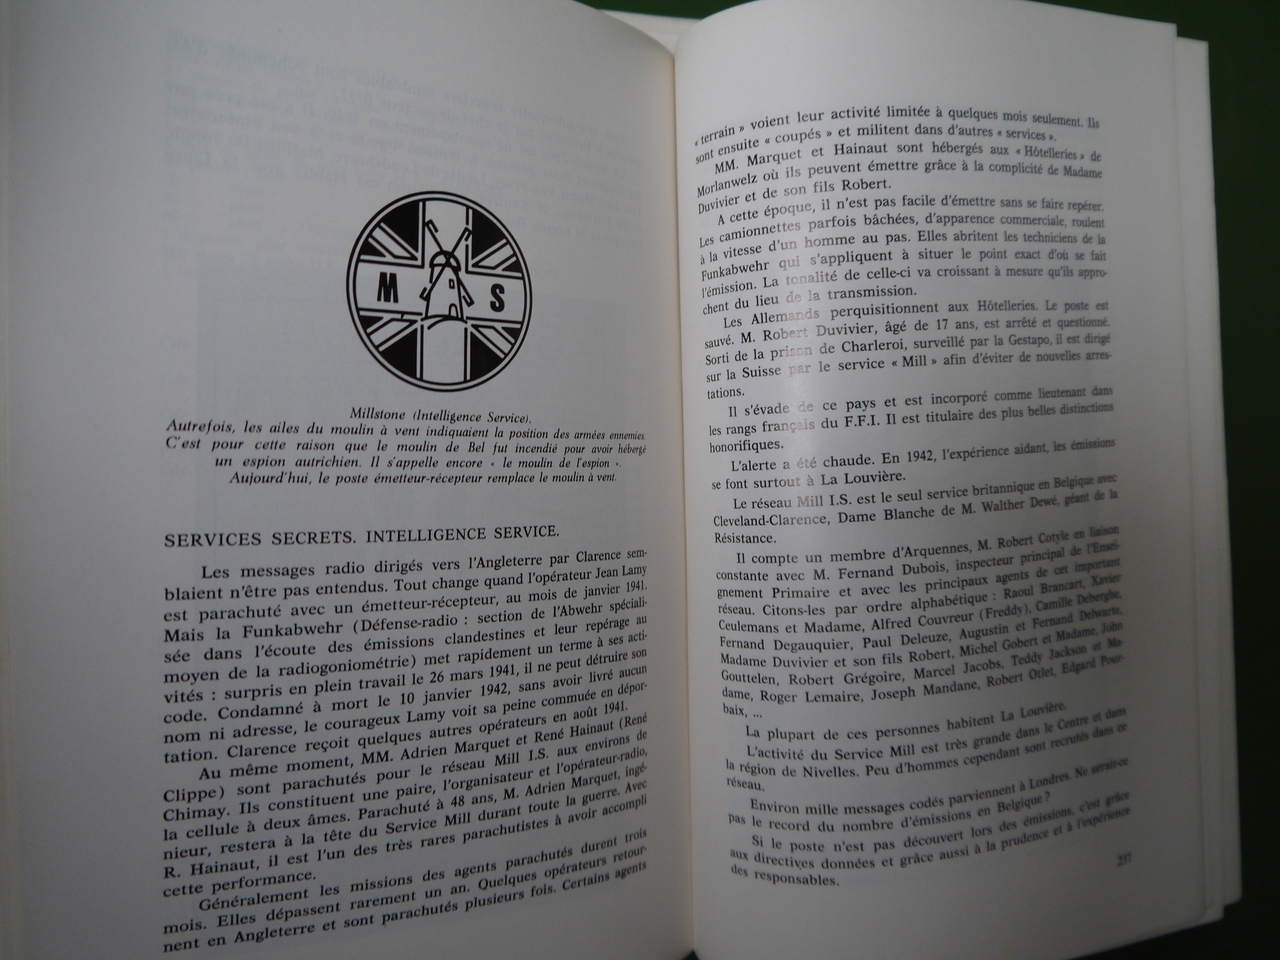 M S
Millstone (Intelligence Service).
Autrefois, les ailes du moulin à vent indiquaient la position des armées ennemies.
C'est pour cette raison que le moulin de Bel fut incendié pour avoir hébergé
un espion autrichien. Il s'appelle encore « le moulin de l'espion ».
Aujourd'hui, le poste émetteur-récepteur remplace le moulin à vent.
SERVICES SECRETS. INTELLIGENCE SERVICE.
Les messages radio dirigés vers l'Angleterre par Clarence sem-
blaient n'être pas entendus. Tout change quand l'opérateur Jean Lamy
est parachuté avec un émetteur-récepteur, au mois de janvier 1941.
Mais la Funkabwehr (Défense-radio : section de l'Abwehr spéciali-
sée dans l'écoute des émissions clandestines et leur repérage au
moyen de la radiogoniométrie) met rapidement un terme à ses acti-
vités : surpris en plein travail le 26 mars 1941, il ne peut détruire son
code. Condamné à mort le 10 janvier 1942, sans avoir livré aucun
nom ni adresse, le courageux Lamy voit sa peine commuée en dépor-
tation. Clarence reçoit quelques autres opérateurs en août 1941.
Au même moment, MM. Adrien Marquet et René Hainaut (René
Clippe) sont parachutés pour le réseau Mill I.S. aux environs de
Chimay. Ils constituent une paire, l'organisateur et l'opérateur-radio,
la cellule à deux âmes. Parachuté à 48 ans, M. Adrien Marquet, ingé-
nieur, restera à la tête du Service Mill durant toute la guerre. Avec
R. Hainaut, il est l'un des très rares parachutistes à avoir accompli
cette performance.
Généralement les missions des agents parachutés durent trois
mois. Elles dépassent rarement un an. Quelques opérateurs retour-
nent en Angleterre et sont parachutés plusieurs fois. Certains agents
« terrain » voient leur activité limitée à quelques mois seulement. Ils
sont ensuite « coupés » et militent dans d'autres « services ».
MM. Marquet et Hainaut sont hébergés aux « Hôtelleries » de
Morlanwelz où ils peuvent émettre grâce à la complicité de Madame
Duvivier et de son fils Robert.
A cette époque, il n'est pas facile d'émettre sans se faire repérer.
Les camionnettes parfois bâchées, d'apparence commerciale, roulent
à la vitesse d'un homme au pas. Elles abritent les techniciens de la
Funkabwehr qui s'appliquent à situer le point exact d'où se fait
l'émission. La tonalité de celle-ci va croissant à mesure qu'ils appro-
chent du lieu de la transmission.
Les Allemands perquisitionnent aux Hôtelleries. Le poste est
sauvé. M. Robert Duvivier, âgé de 17 ans, est arrêté et questionné.
Sorti de la prison de Charleroi, surveillé par la Gestapo, il est dirigé
sur la Suisse par le service « Mill » afin d'éviter de nouvelles arres-
tations.
Il s'évade de ce pays et est incorporé comme lieutenant dans
les rangs français du F.F.I. Il est titulaire des plus belles distinctions
honorifiques.
L'alerte a été chaude. En 1942, l'expérience aidant, les émissions
se font surtout à La Louvière.
Le réseau Mill I.S. est le seul service britannique en Belgique avec
Cleveland-Clarence, Dame Blanche de M. Walther Dewé, géant de la
Résistance.
Il compte un membre d'Arquennes, M. Robert Cotyle en liaison
constante avec M. Fernand Dubois, inspecteur principal de l'Ensei-
gnement Primaire et avec les principaux agents de cet important
réseau. Citons-les par ordre alphabétique : Raoul Brancart, Xavier
Ceulemans et Madame, Alfred Couvreur (Freddy), Camille Deberghe,
Fernand Degauquier, Paul Deleuze, Augustin et Fernand Delwarte,
Madame Duvivier et son fils Robert, Michel Gobert et Madame, John
Gouttelen, Robert Grégoire, Marcel Jacobs, Teddy Jackson et Ma-
dame, Roger Lemaire, Joseph Mandane, Robert Otlet, Edgard Pour-
baix, ...
La plupart de ces personnes habitent La Louvière.
L'activité du Service Mill est très grande dans le Centre et dans
la région de Nivelles. Peu d'hommes cependant sont recrutés dans ce
réseau.
Environ mille messages codés parviennent à Londres. Ne serait-ce
pas le record du nombre d'émissions en Belgique ?
Si le poste n'est pas découvert lors des émissions, c'est grâce
aux directives données et grâce aussi à la prudence et à l'expérience
des responsables.
257